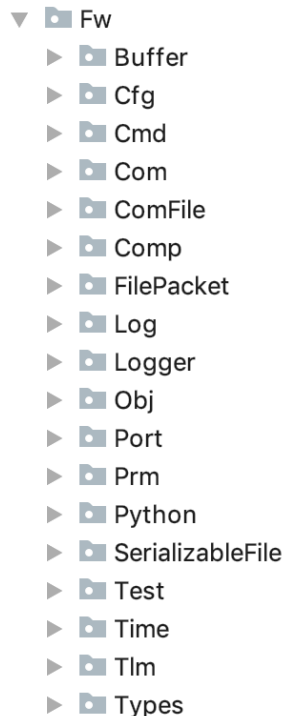 Fw
Buffer
Cfg
Cmd
Com
ComFile
Comp
FilePacket
Log
Logger
Obj
Port
Prm
Python
SerializableFile
Test
Time
Tlm
Types